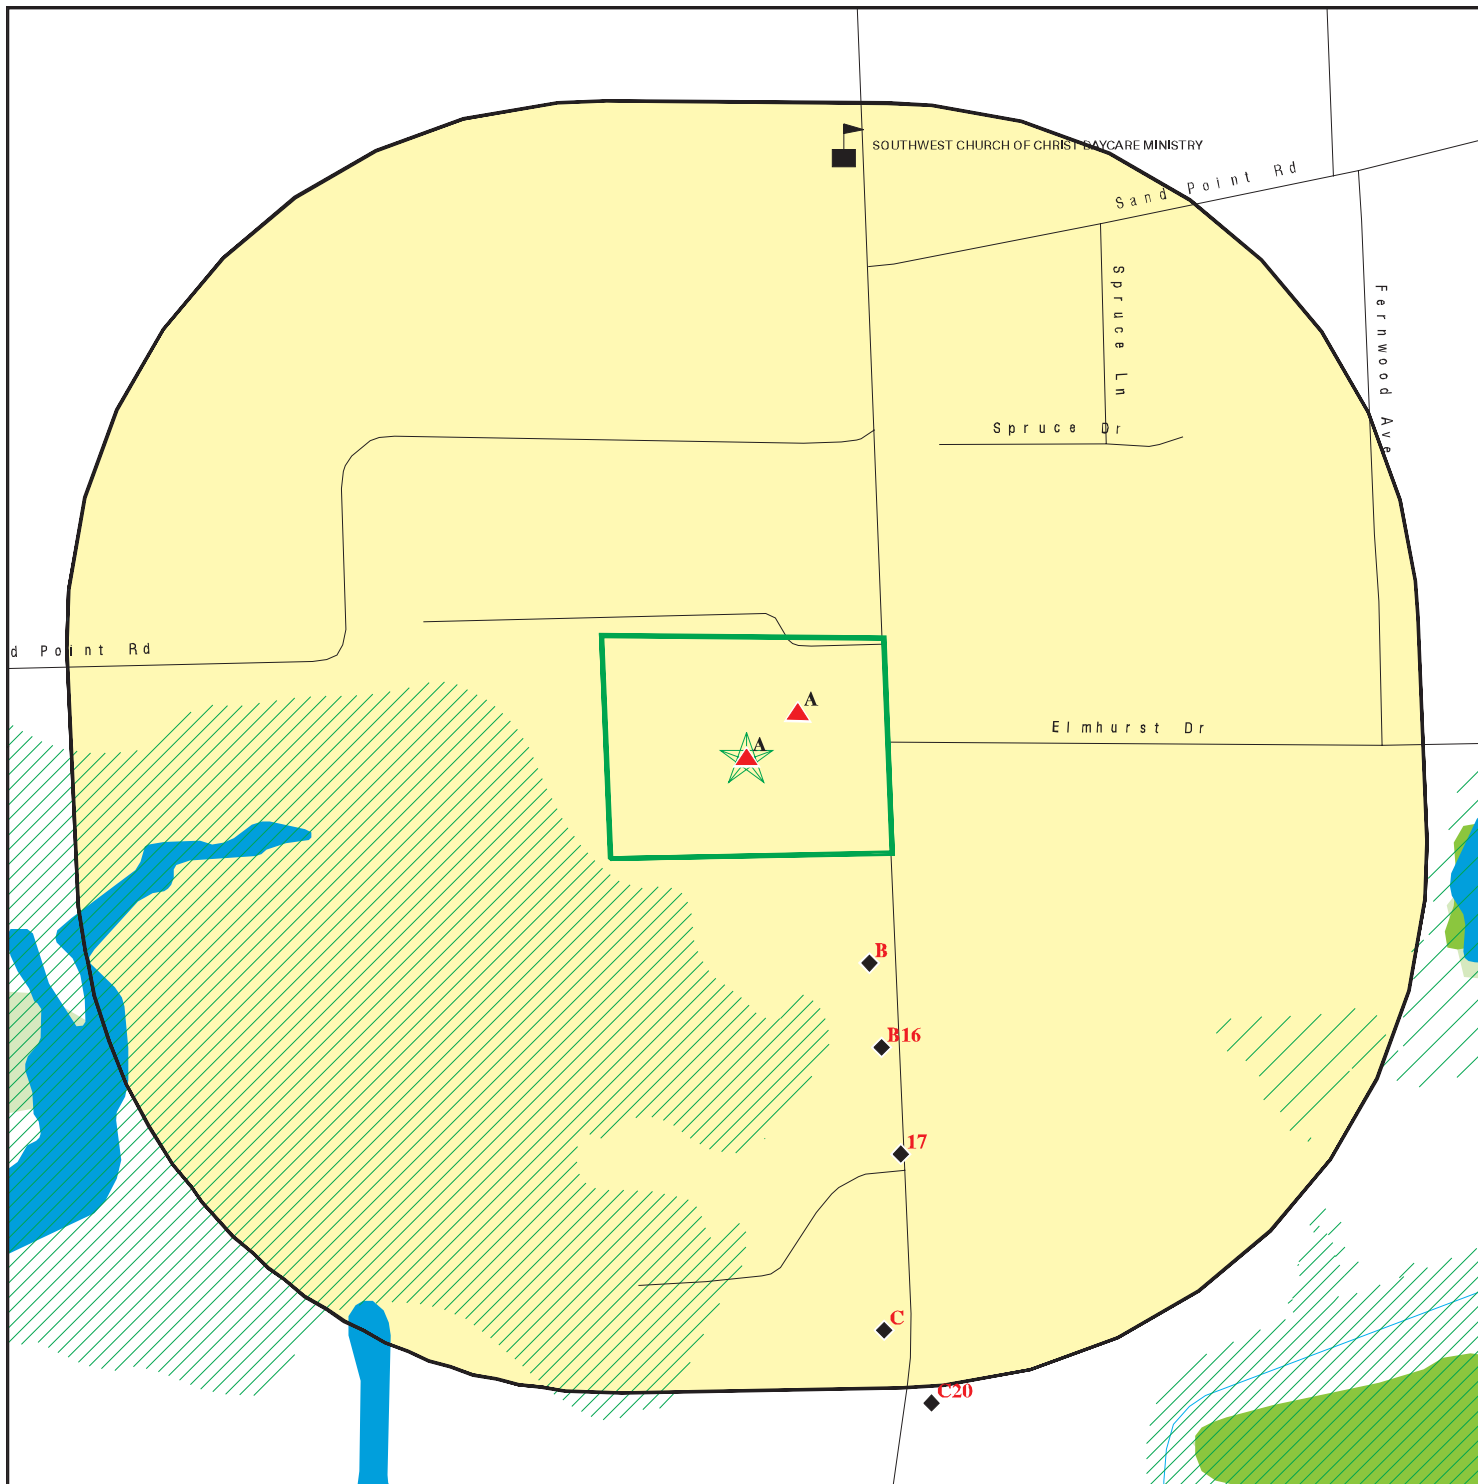 SOUTHWEST CHURCH OF CHRIST DAYCARE MINISTRY
Sand Point Rd
Spruce Ln
Fernwood Ave
Spruce Dr
d Point Rd
A
Elmhurst Dr
A
B
B16
17
C
C20